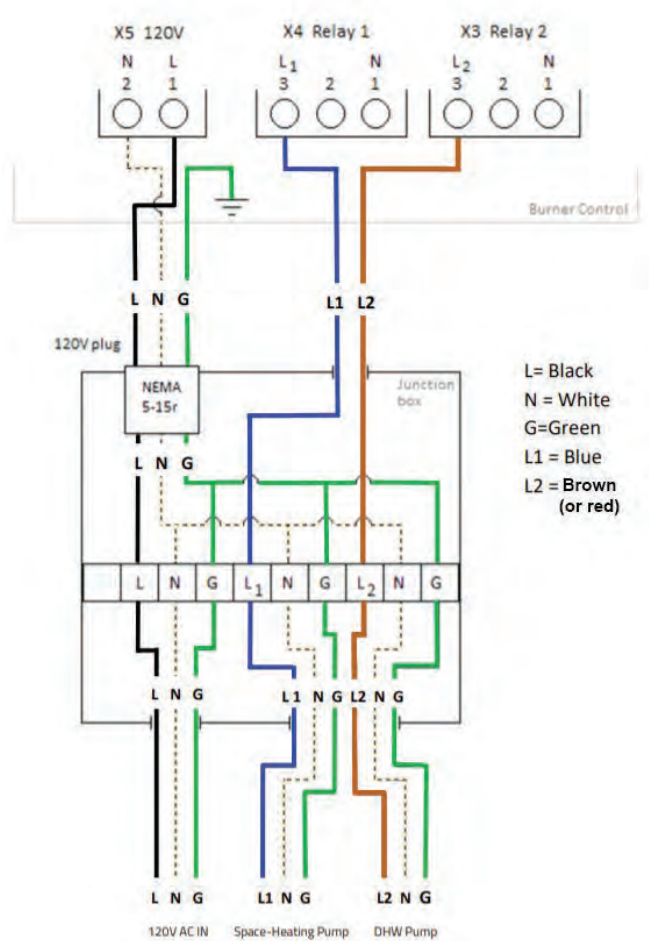 X5 120V X4 Relay 1 X3 Relay 2
N L L1 N L2 N
2 1 3 2 1 3 2 1
Burner Control
L N G L1 L2
120V plug
NEMA
5-15r
Junction
box
L= Black
N = White
G=Green
L1 = Blue
L2 = Brown
(or red)
L N G
L N G L1 N G L2 N G
L N G L1 N G L2 N G
L N G L1 N G L2 N G
120V AC IN Space-Heating Pump DHW Pump